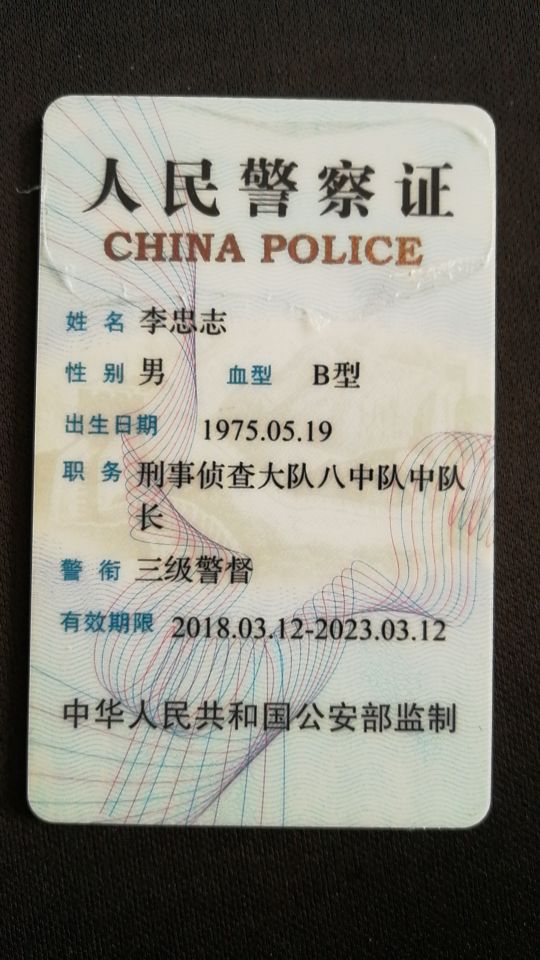 人民警察证
CHINA POLICE
姓 名 李忠志
性 别 男 血型 B型
出生日期 1975.05.19
职 务 刑事侦查大队八中队中队
长
警 衔 三级警督
有效期限 2018.03.12-2023.03.12
中华人民共和国公安部监制